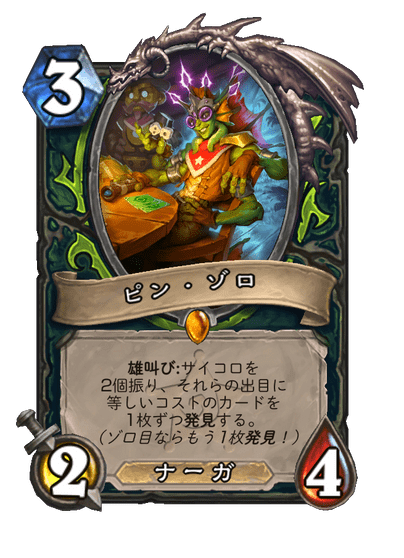 3
ピン・ゾロ
雄叫び:サイコロを
2個振り、それらの出目に
等しいコストのカードを
1枚ずつ発見する。
(ゾロ目ならもう1枚発見！)
2
ナーガ
4